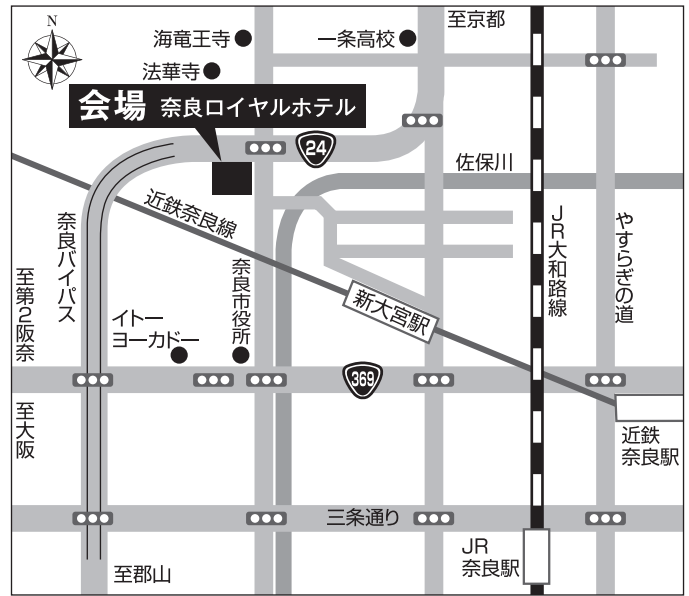 N
海竜王寺
一条高校
至京都
法華寺
会場 奈良ロイヤルホテル
24
佐保川
近鉄奈良線
奈良バイパス
至第2阪奈
奈良市役所
イトー
ヨーカドー
新大宮駅
JR大和路線
やすらぎの道
369
至大阪
近鉄
奈良駅
三条通り
JR
奈良駅
至郡山